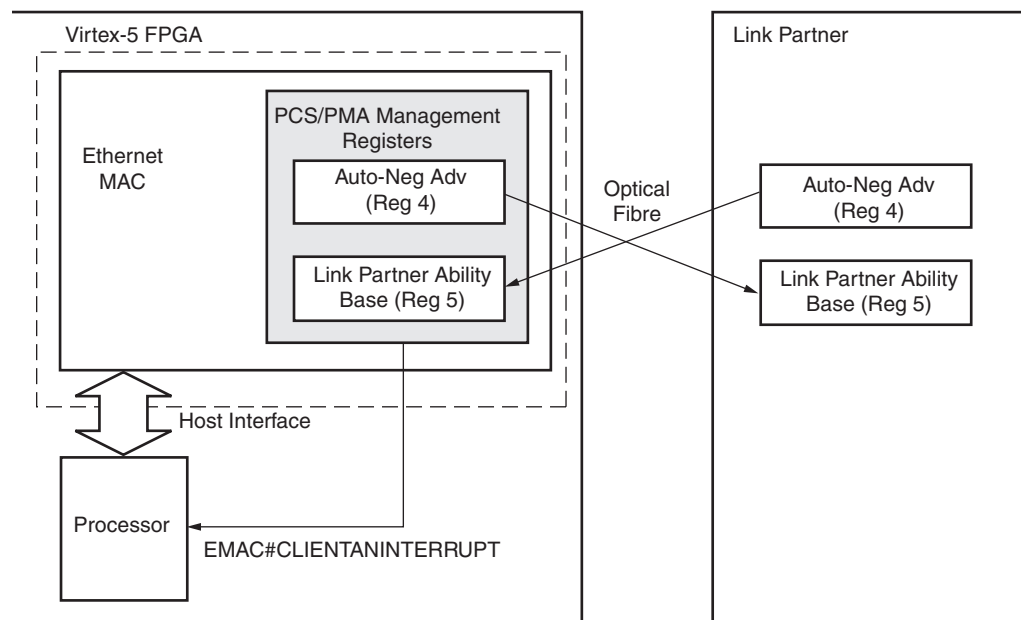 Virtex-5 FPGA
Link Partner
PCS/PMA Management
Registers
Ethernet
MAC
Auto-Neg Adv
(Reg 4)
Link Partner Ability
Base (Reg 5)
Optical
Fibre
Auto-Neg Adv
(Reg 4)
Link Partner Ability
Base (Reg 5)
Host Interface
Processor
EMAC#CLIENTANINTERRUPT